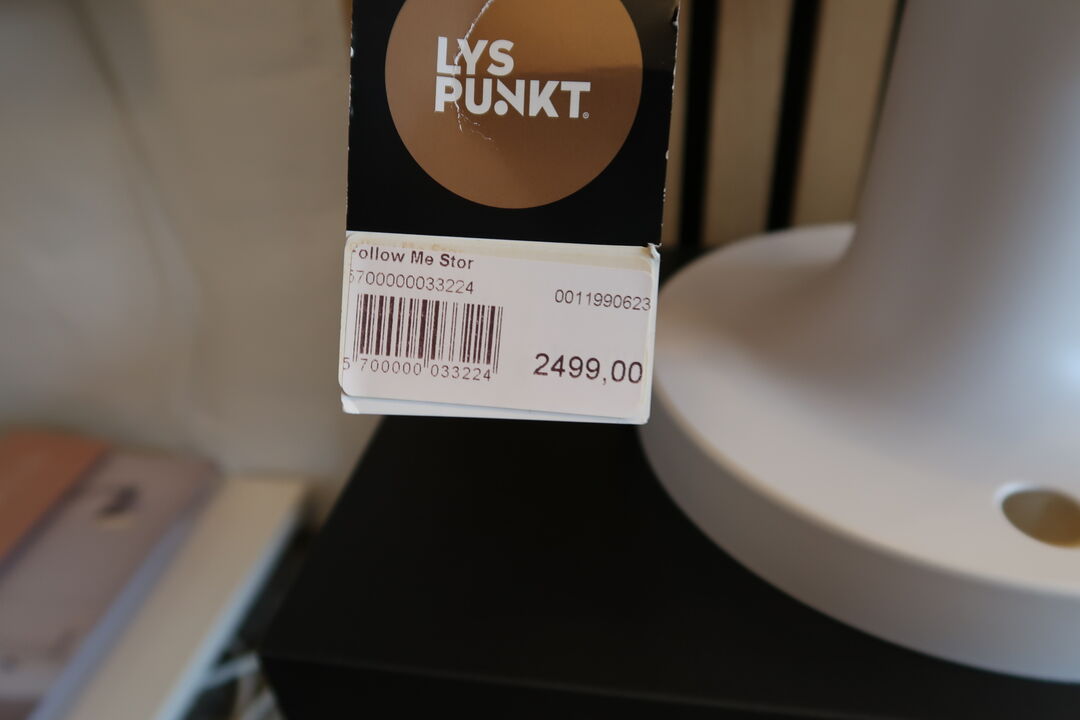 LYS
PUNKT®
Follow Me Stor
5700000033224
0011990623
5 700000 033224
2499,00